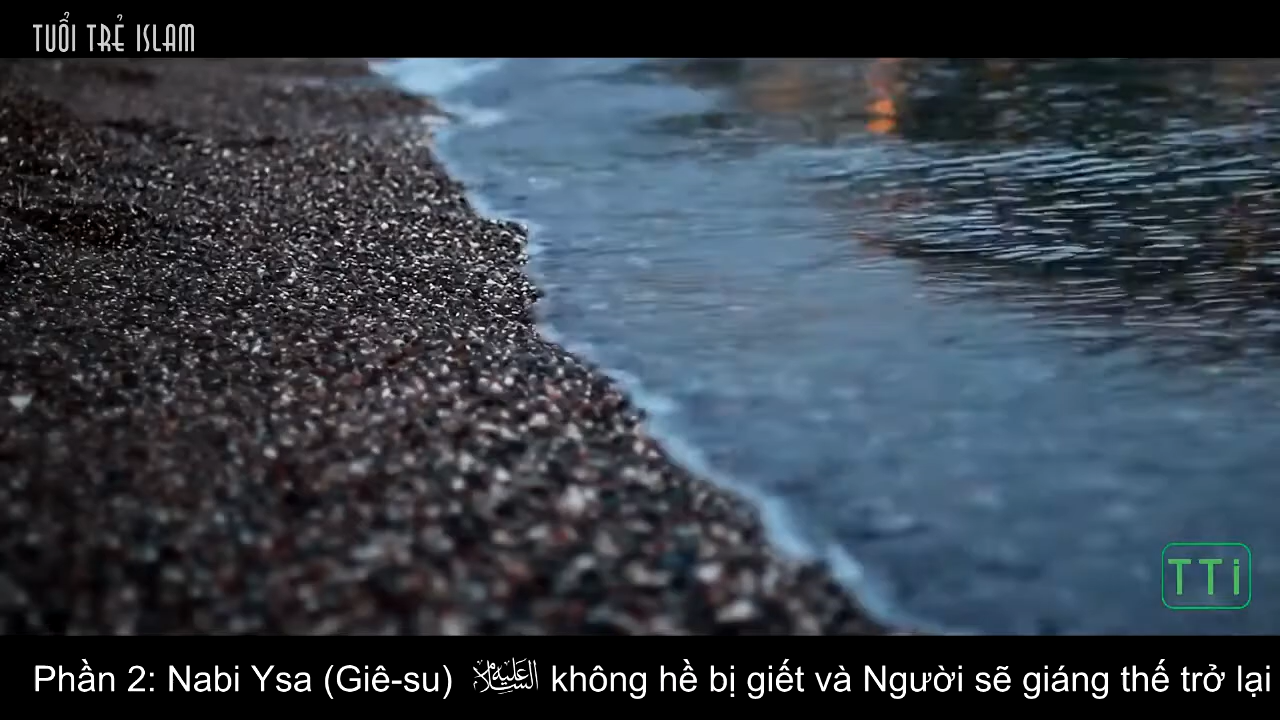 TUỔI TRẺ ISLAM
TTi
Phần 2: Nabi Ysa (Giê-su) عليه السلام không hề bị giết và Người sẽ giáng thế trở lại